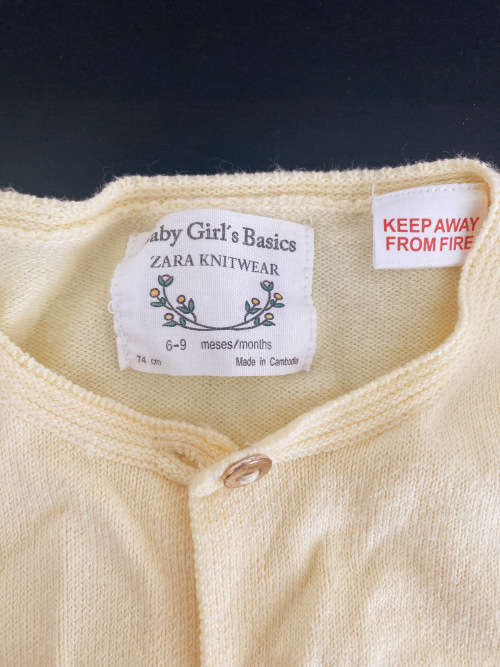 aby Girl´s Basics
ZARA KNITWEAR
6-9 meses/months
74 cm Made in Cambodia
KEEP AWAY
FROM FIRE